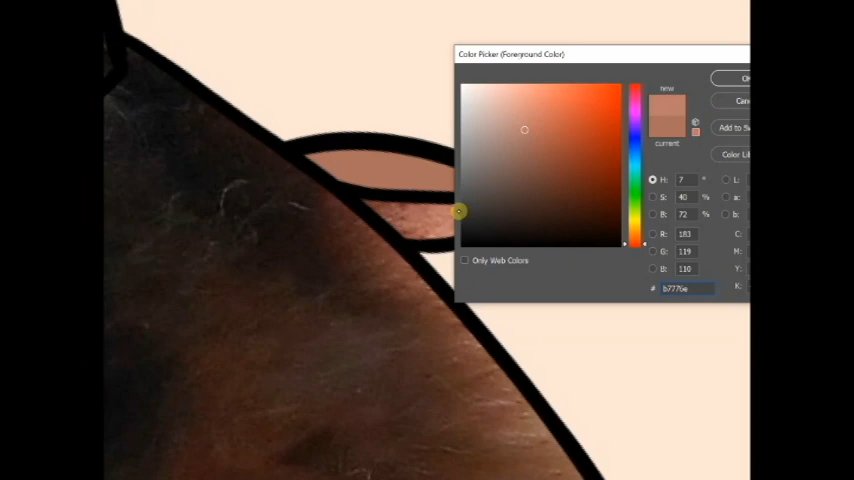 Color Picker (Foreground Color)
new
current
Add to
Color
H: 7 °
S: 40 %
B: 72 %
R: 183
G: 119
B: 110
L:
a:
b:
C:
M:
Y:
K:
Only Web Colors
# b7776e